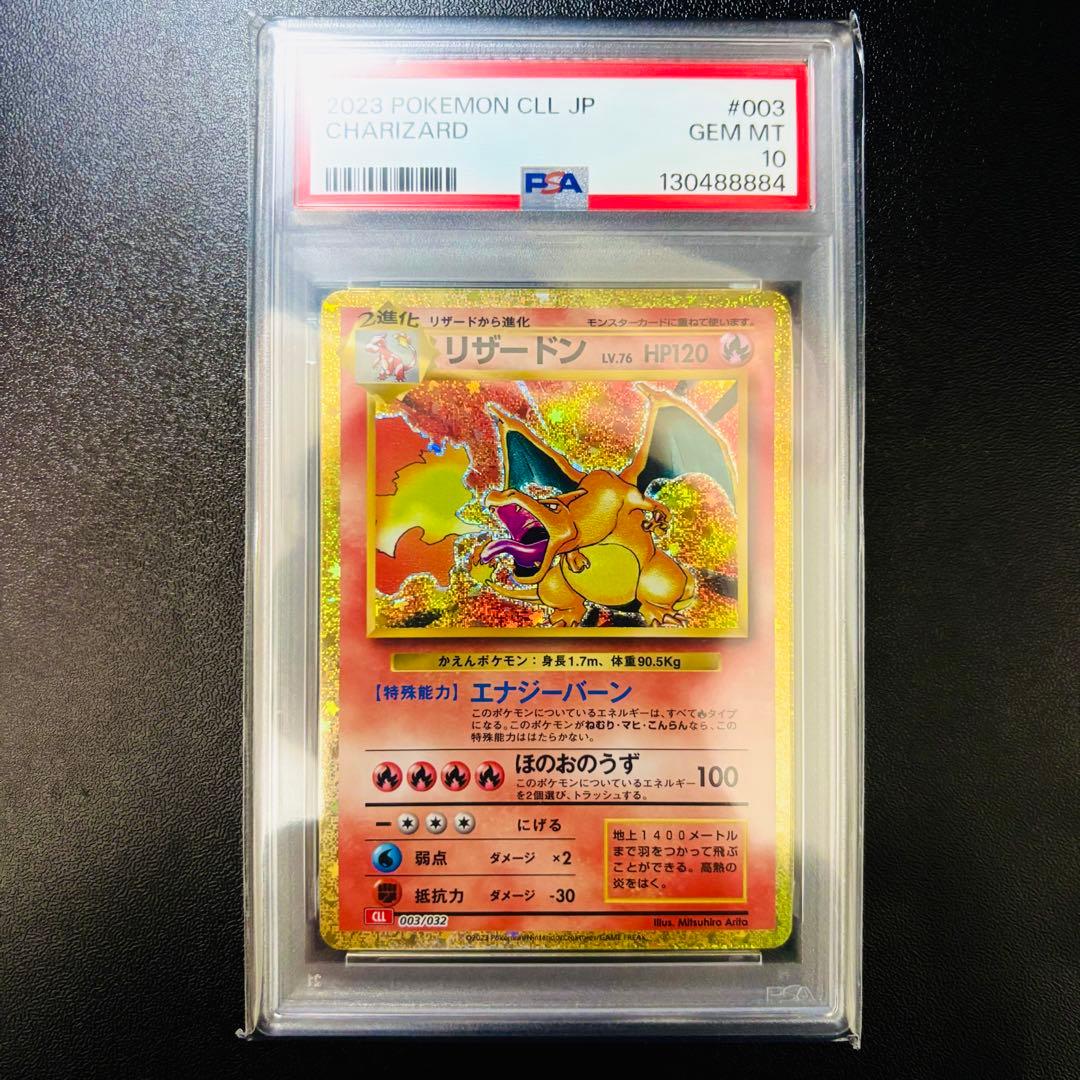 2023 POKEMON CLL JP #003
CHARIZARD GEM MT
10
PSA 130488884
2進化 リザードから進化 モンスターカードに重ねて使います。
リザードン LV.76 HP120
かえんポケモン：身長1.7m、体重90.5Kg
【特殊能力】エナジーバーン
このポケモンについているエネルギーは、すべてタイプ
になる。このポケモンがねむり・マヒ・こんらんなら、この
特殊能力ははたらかない。
ほのおのうず 100
このポケモンについているエネルギー
を2個選び、トラッシュする。
にげる
弱点 ダメージ ×2
抵抗力 ダメージ -30
地上1400メートル
まで羽をつかって飛ぶ
ことができる。高熱の
炎をはく。
CLL 003/032
Illus. Mitsuhiro Arita
©2023 Pokémon/Nintendo/Creatures/GAME FREAK.
PSA